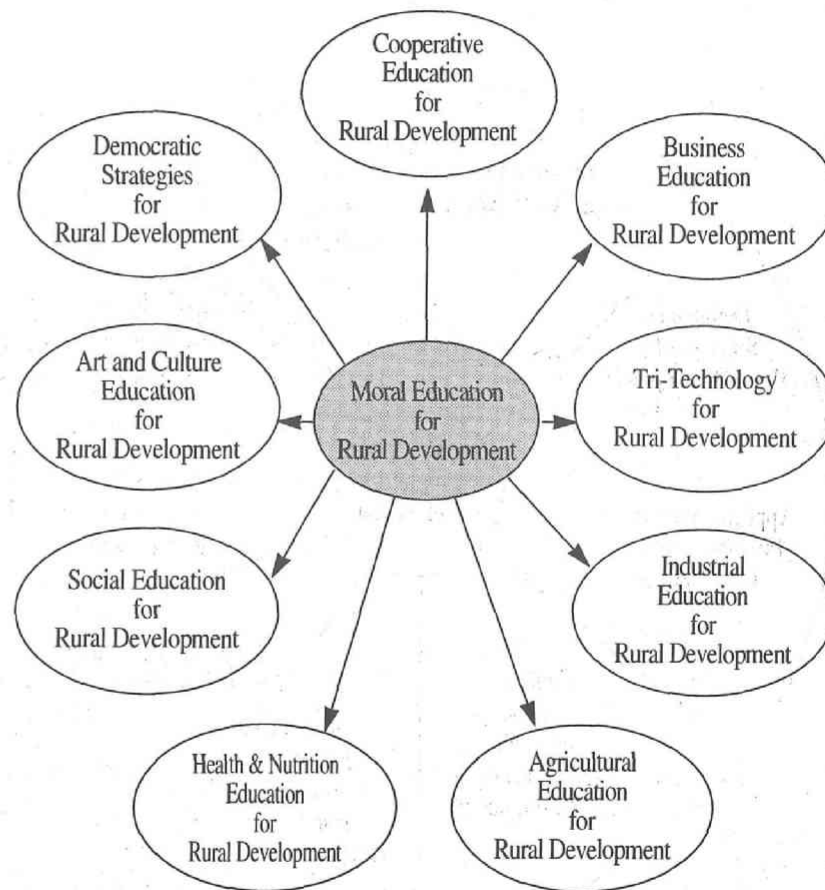 Cooperative
Education
for
Rural Development
Democratic
Strategies
for
Rural Development
Business
Education
for
Rural Development
Art and Culture
Education
for
Rural Development
Moral Education
for
Rural Development
Tri-Technology
for
Rural Development
Social Education
for
Rural Development
Industrial
Education
for
Rural Development
Health & Nutrition
Education
for
Rural Development
Agricultural
Education
for
Rural Development